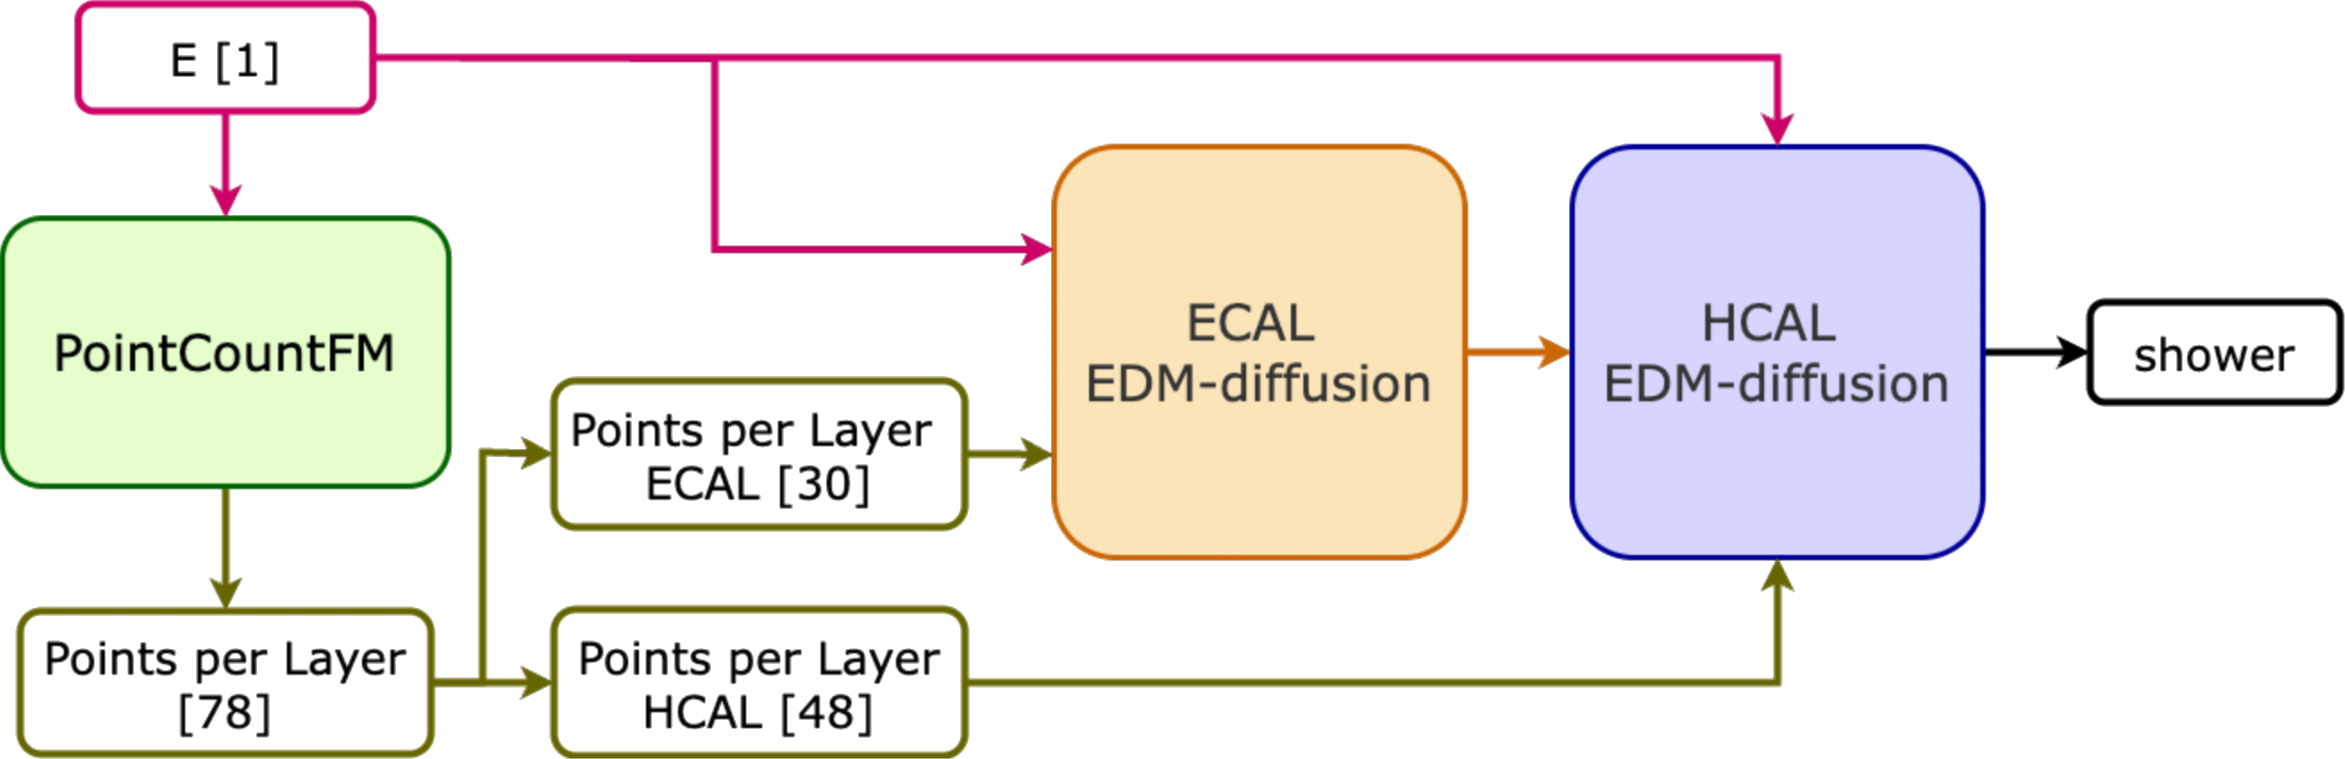 E [1]
PointCountFM
Points per Layer
[78]
Points per Layer
ECAL [30]
Points per Layer
HCAL [48]
ECAL
EDM-diffusion
HCAL
EDM-diffusion
shower